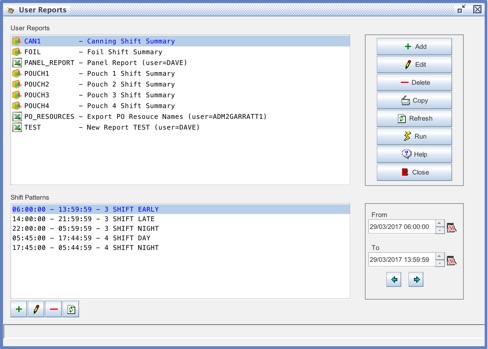 User Reports
User Reports
CAN1 - Canning Shift Summary
FOIL - Foil Shift Summary
PANEL_REPORT - Panel Report (user=DAVE)
POUCH1 - Pouch 1 Shift Summary
POUCH2 - Pouch 2 Shift Summary
POUCH3 - Pouch 3 Shift Summary
POUCH4 - Pouch 4 Shift Summary
PO_RESOURCES - Export PO Resouce Names (user=ADM2GARRATT1)
TEST - New Report TEST (user=DAVE)
Add
Edit
Delete
Copy
Refresh
Run
Help
Close
Shift Patterns
06:00:00 - 13:59:59 - 3 SHIFT EARLY
14:00:00 - 21:59:59 - 3 SHIFT LATE
22:00:00 - 05:59:59 - 3 SHIFT NIGHT
05:45:00 - 17:44:59 - 4 SHIFT DAY
17:45:00 - 05:44:59 - 4 SHIFT NIGHT
From
29/03/2017 06:00:00
To
29/03/2017 13:59:59